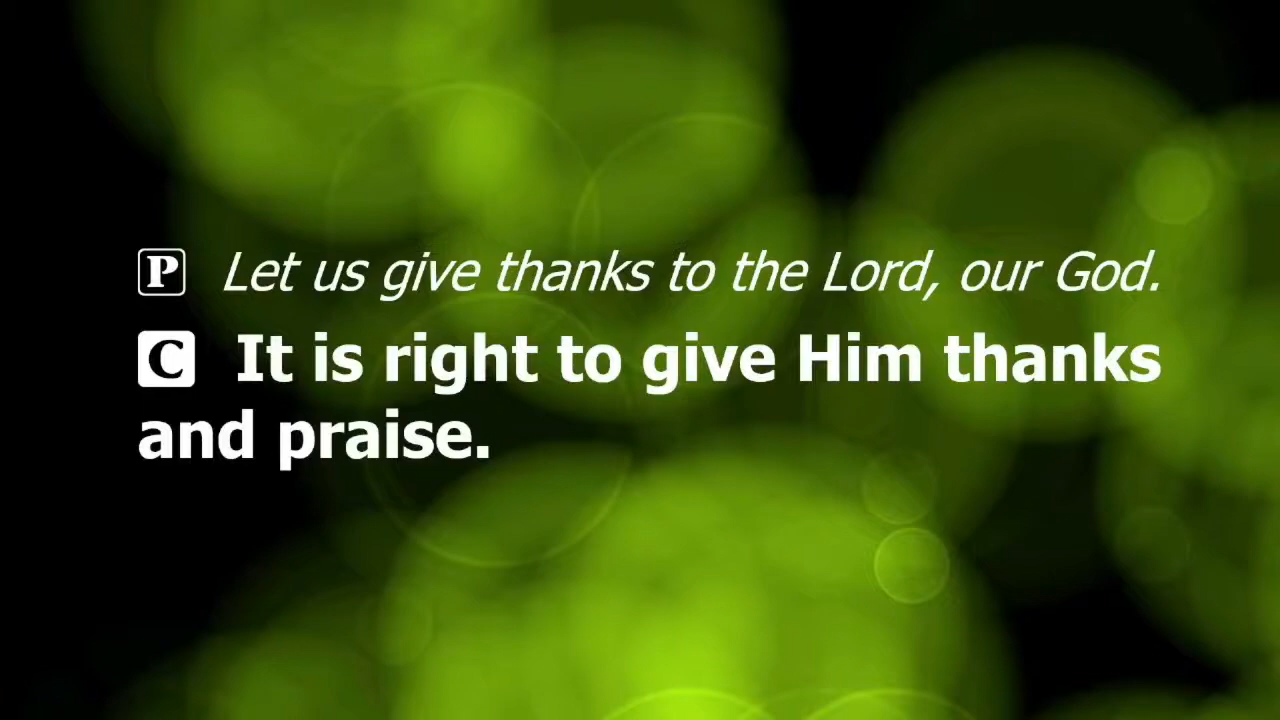 P Let us give thanks to the Lord, our God.
C It is right to give Him thanks
and praise.